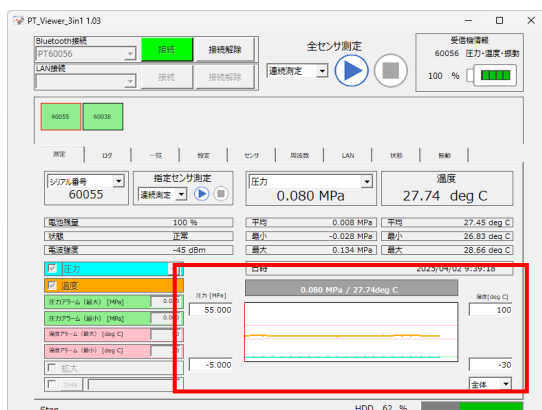 PT_Viewer_3in1 1.03
Bluetooth接続
PT60056 接続 接続解除
LAN接続
接続 接続解除
全センサ測定
連続測定
受信機情報
60056 圧力・温度・振動
100 %
60055 60038
測定 ログ 一覧 設定 センサ 周波数 LAN 状態 振動
シリアル番号
60055
指定センサ測定
連続測定
圧力
0.080 MPa
温度
27.74 deg C
電池残量 100 %
状態 正常
電波強度 -45 dBm
平均 0.008 MPa
最小 -0.028 MPa
最大 0.134 MPa
平均 27.45 deg C
最小 26.83 deg C
最大 28.66 deg C
日時 2025/04/02 9:39:18
圧力
温度
圧力アラーム（最大） [MPa]
圧力アラーム（最小） [MPa]
温度アラーム（最大） [deg C]
温度アラーム（最小） [deg C]
拡大
0.080 MPa / 27.74deg C
圧力 [MPa]
55.000
-5.000
温度[deg C]
100
-30
全体
Stop
HDD 62 %